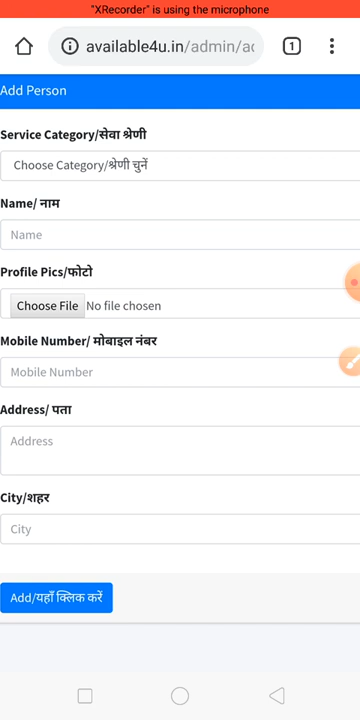 "XRecorder" is using the microphone
available4u.in/admin/ac
1
Add Person
Service Category/सेवा श्रेणी
Choose Category/श्रेणी चुनें
Name/ नाम
Name
Profile Pics/फोटो
Choose File No file chosen
Mobile Number/ मोबाइल नंबर
Mobile Number
Address/ पता
Address
City/शहर
City
Add/यहाँ क्लिक करें